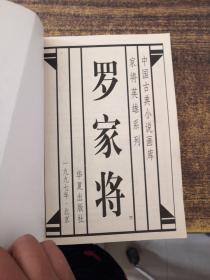 中国古典小说画库
家将英雄系列
罗家将
华夏出版社
一九九七年·北京